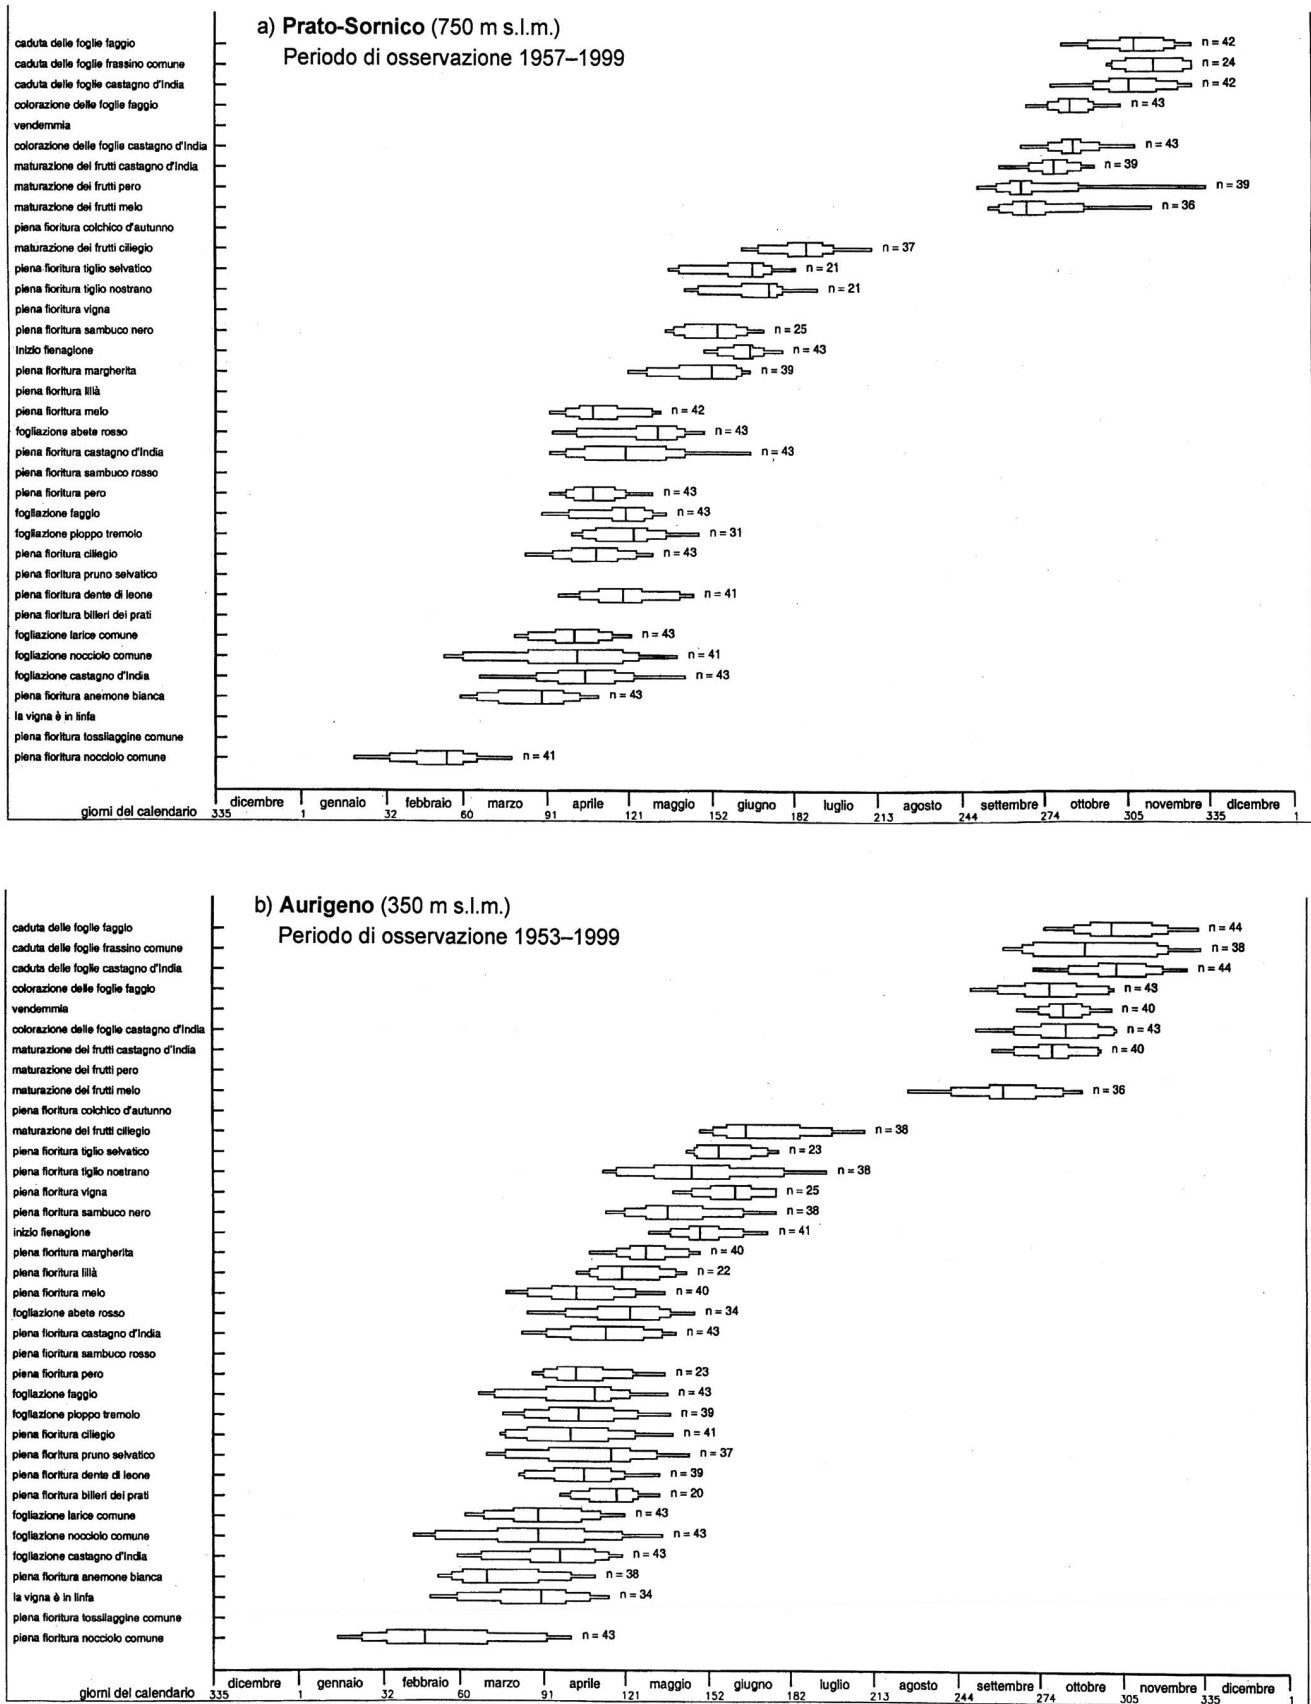 a) Prato-Sornico (750 m s.l.m.)
Periodo di osservazione 1957–1999
caduta delle foglie faggio n = 42
caduta delle foglie frassino comune n = 24
caduta delle foglie castagno d'India n = 42
colorazione delle foglie faggio n = 43
vendemmia
colorazione delle foglie castagno d'India n = 43
maturazione dei frutti castagno d'India n = 39
maturazione dei frutti pero n = 39
maturazione dei frutti melo n = 36
piena fioritura colchico d'autunno
maturazione dei frutti ciliegio n = 37
piena fioritura tiglio selvatico n = 21
piena fioritura tiglio nostrano n = 21
piena fioritura vigna
piena fioritura sambuco nero n = 25
inizio fienagione n = 43
piena fioritura margherita n = 39
piena fioritura lillà
piena fioritura melo n = 42
fogliazione abete rosso n = 43
piena fioritura castagno d'India n = 43
piena fioritura sambuco rosso
piena fioritura pero n = 43
fogliazione faggio n = 43
fogliazione pioppo tremolo n = 31
piena fioritura ciliegio n = 43
piena fioritura pruno selvatico
piena fioritura dente di leone n = 41
piena fioritura billeri dei prati
fogliazione larice comune n = 43
fogliazione nocciolo comune n = 41
fogliazione castagno d'India n = 43
piena fioritura anemone bianca n = 43
la vigna è in linfa
piena fioritura tossilaggine comune
piena fioritura nocciolo comune n = 41
dicembre gennaio febbraio marzo aprile maggio giugno luglio agosto settembre ottobre novembre dicembre
giorni del calendario 335 1 32 60 91 121 152 182 213 244 274 305 335 1
b) Aurigeno (350 m s.l.m.)
Periodo di osservazione 1953–1999
caduta delle foglie faggio n = 44
caduta delle foglie frassino comune n = 38
caduta delle foglie castagno d'India n = 44
colorazione delle foglie faggio n = 43
vendemmia n = 40
colorazione delle foglie castagno d'India n = 43
maturazione dei frutti castagno d'India n = 40
maturazione dei frutti pero
maturazione dei frutti melo n = 36
piena fioritura colchico d'autunno
maturazione dei frutti ciliegio n = 38
piena fioritura tiglio selvatico n = 23
piena fioritura tiglio nostrano n = 38
piena fioritura vigna n = 25
piena fioritura sambuco nero n = 38
inizio fienagione n = 41
piena fioritura margherita n = 40
piena fioritura lillà n = 22
piena fioritura melo n = 40
fogliazione abete rosso n = 34
piena fioritura castagno d'India n = 43
piena fioritura sambuco rosso
piena fioritura pero n = 23
fogliazione faggio n = 43
fogliazione pioppo tremolo n = 39
piena fioritura ciliegio n = 41
piena fioritura pruno selvatico n = 37
piena fioritura dente di leone n = 39
piena fioritura billeri dei prati n = 20
fogliazione larice comune n = 43
fogliazione nocciolo comune n = 43
fogliazione castagno d'India n = 43
piena fioritura anemone bianca n = 38
la vigna è in linfa n = 34
piena fioritura tossilaggine comune
piena fioritura nocciolo comune n = 43
dicembre gennaio febbraio marzo aprile maggio giugno luglio agosto settembre ottobre novembre dicembre
giorni del calendario 335 1 32 60 91 121 152 182 213 244 274 305 335 1